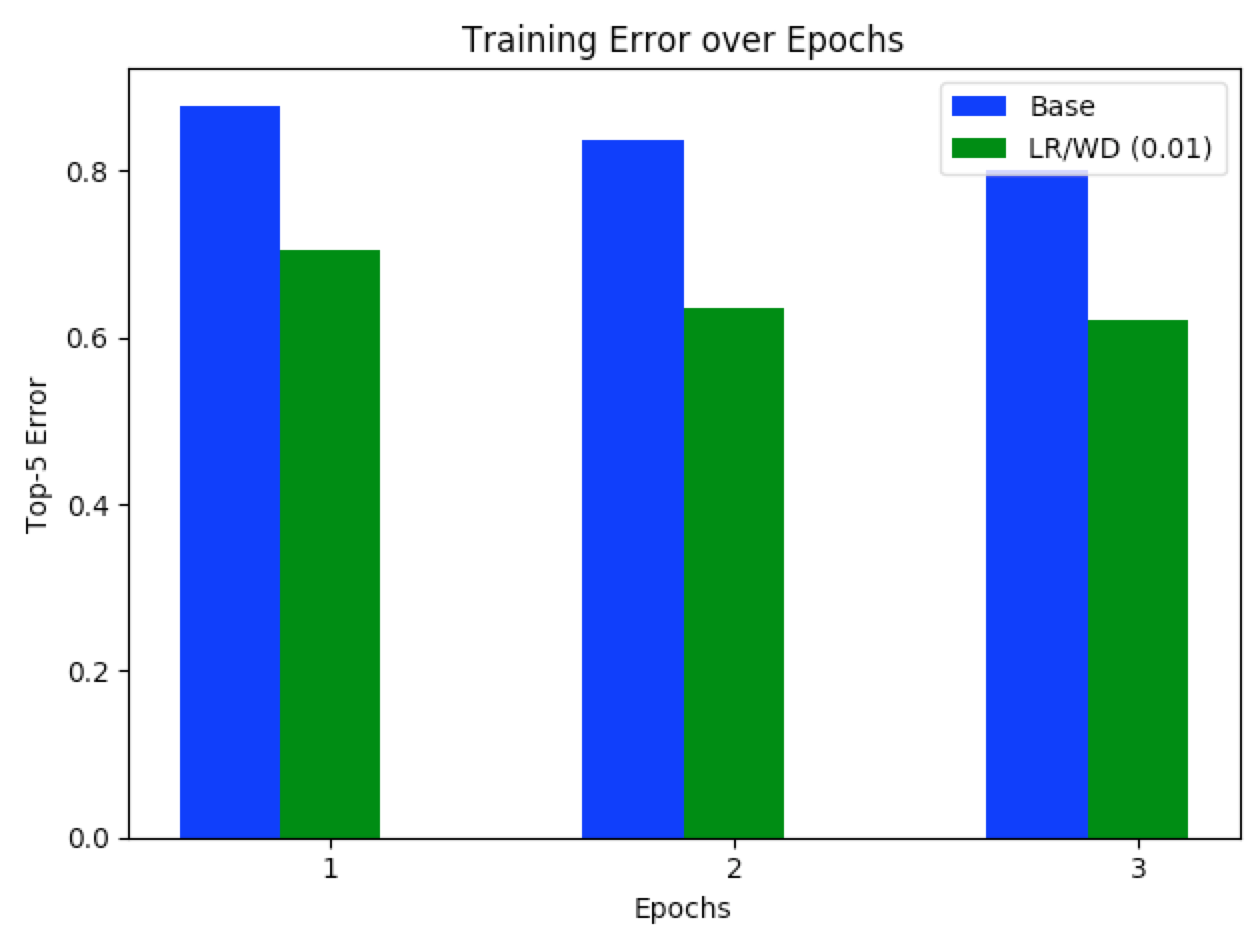 Training Error over Epochs
Base
LR/WD (0.01)
Top-5 Error
0.8
0.6
0.4
0.2
0.0
1 2 3
Epochs